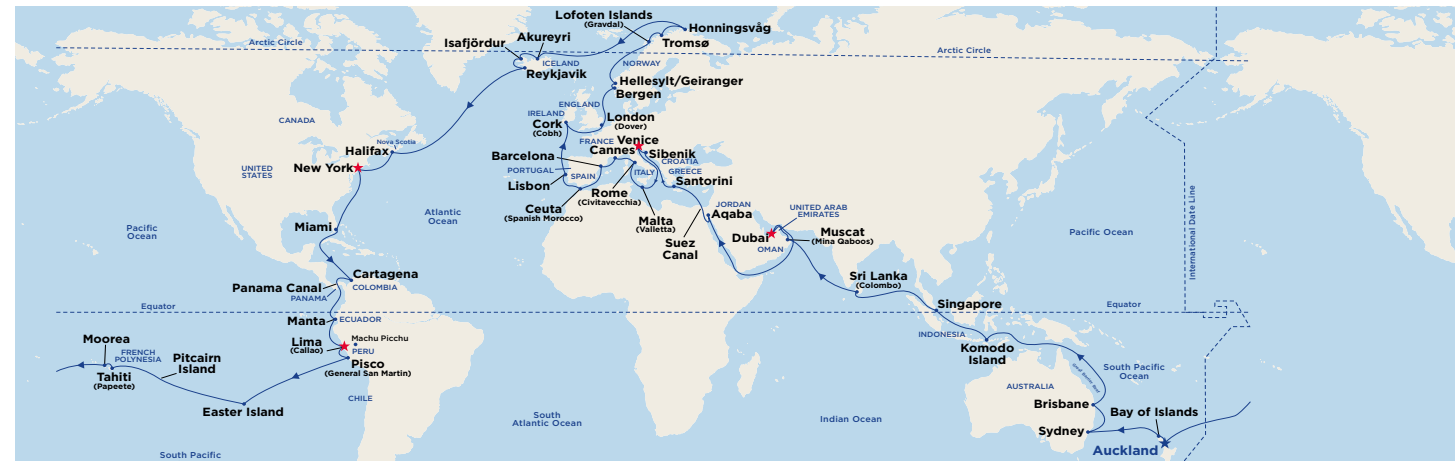 Lofoten Islands
(Gravdal)
Honningsvåg
Akureyri
Tromsø
Isafjördur
Arctic Circle
Arctic Circle
ICELAND
NORWAY
Reykjavik
Hellesylt/Geiranger
Bergen
ENGLAND
IRELAND
London
(Dover)
Cork
(Cobh)
CANADA
Nova Scotia
Halifax
FRANCE
Venice
Cannes
Sibenik
Barcelona
CROATIA
New York
UNITED
STATES
PORTUGAL
SPAIN
ITALY
GREECE
Lisbon
Santorini
Rome
(Civitavecchia)
Ceuta
(Spanish Morocco)
JORDAN
Aqaba
UNITED ARAB
EMIRATES
Atlantic
Ocean
Malta
(Valletta)
Miami
Pacific
Ocean
Suez
Canal
Dubai
OMAN
Muscat
(Mina Qaboos)
Pacific Ocean
International Date Line
Cartagena
COLOMBIA
Panama Canal
PANAMA
Sri Lanka
(Colombo)
Equator
Singapore
Equator
Manta
ECUADOR
INDONESIA
Moorea
Lima
(Callao)
Machu Picchu
PERU
Komodo
Island
FRENCH
POLYNESIA
Pitcairn
Island
Pisco
(General San Martin)
Tahiti
(Papeete)
South Pacific
Ocean
Great Barrier Reef
AUSTRALIA
CHILE
Easter Island
Brisbane
Bay of Islands
South
Atlantic Ocean
Indian Ocean
Sydney
Auckland
South Pacific